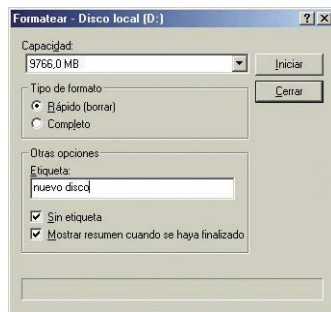 Formatear - Disco local (D:)
Capacidad:
9766,0 MB
Iniciar
Cerrar
Tipo de formato
Rápido (borrar)
Completo
Otras opciones
Etiqueta:
nuevo disco
Sin etiqueta
Mostrar resumen cuando se haya finalizado